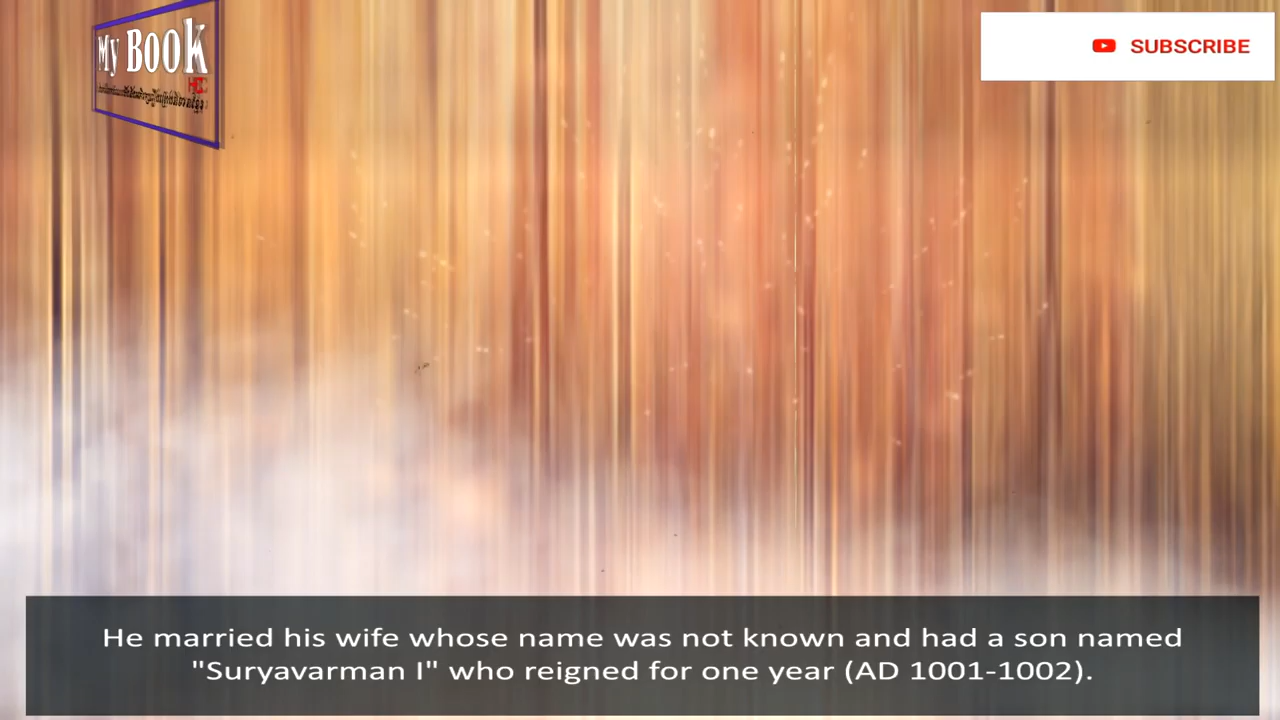 My Book
HEC
SUBSCRIBE
He married his wife whose name was not known and had a son named
"Suryavarman I" who reigned for one year (AD 1001-1002).